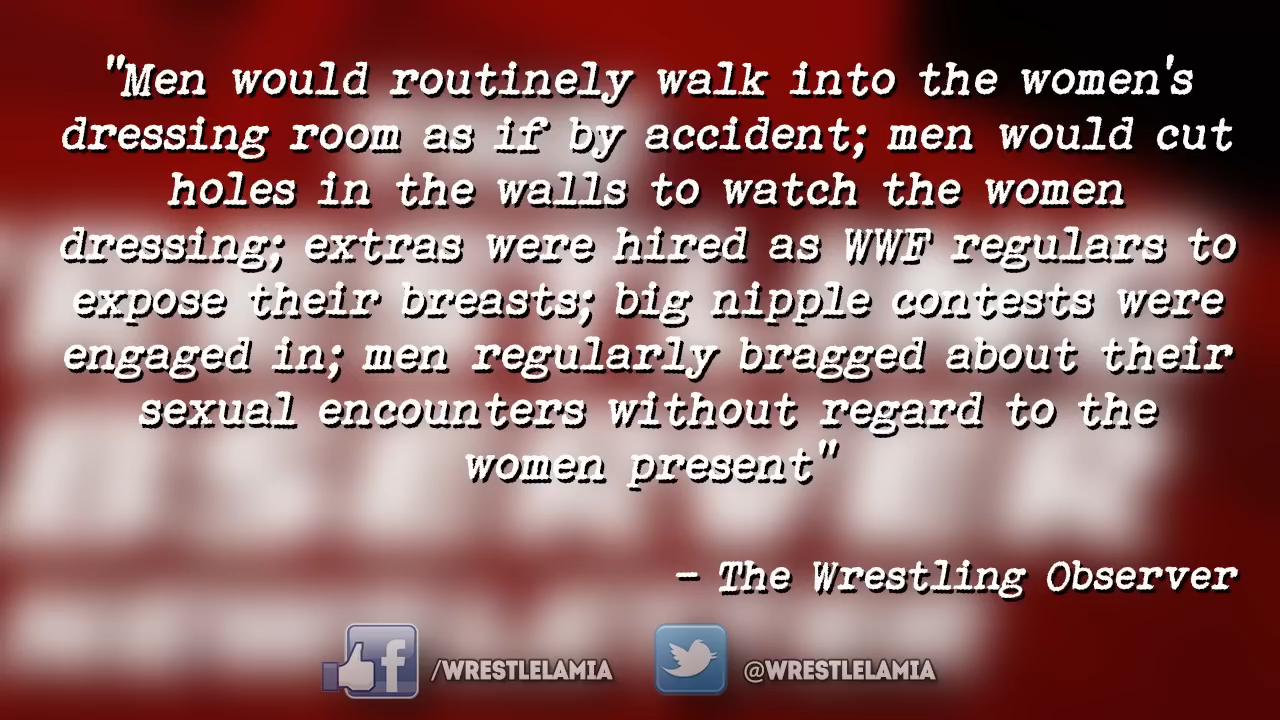 "Men would routinely walk into the women's
dressing room as if by accident; men would cut
holes in the walls to watch the women
dressing; extras were hired as WWF regulars to
expose their breasts; big nipple contests were
engaged in; men regularly bragged about their
sexual encounters without regard to the
women present"
- The Wrestling Observer
/WRESTLELAMIA @WRESTLELAMIA